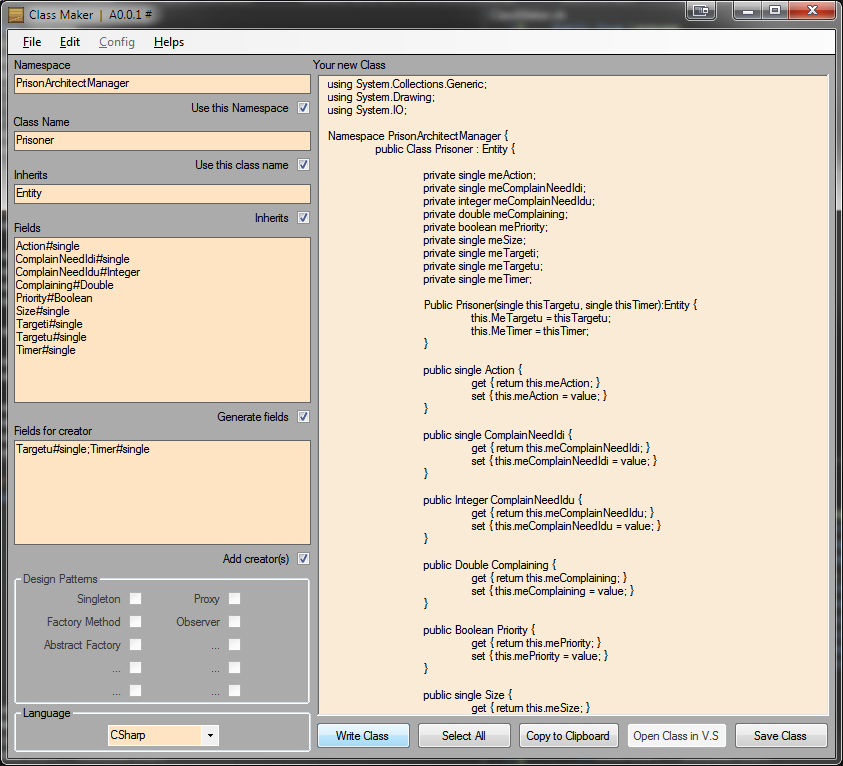 Class Maker | A0.0.1 #
File Edit Config Helps
Namespace
PrisonArchitectManager
Use this Namespace
Class Name
Prisoner
Use this class name
Inherits
Entity
Inherits
Fields
Action#single
ComplainNeedIdi#single
ComplainNeedIdu#Integer
Complaining#Double
Priority#Boolean
Size#single
Targeti#single
Targetu#single
Timer#single
Generate fields
Fields for creator
Targetu#single;Timer#single
Add creator(s)
Design Patterns
Singleton Proxy
Factory Method Observer
Abstract Factory ...
... ...
... ...
Language
CSharp
Your new Class
using System.Collections.Generic;
using System.Drawing;
using System.IO;
Namespace PrisonArchitectManager {
public Class Prisoner : Entity {
private single meAction;
private single meComplainNeedIdi;
private integer meComplainNeedIdu;
private double meComplaining;
private boolean mePriority;
private single meSize;
private single meTargeti;
private single meTargetu;
private single meTimer;
Public Prisoner(single thisTargetu, single thisTimer):Entity {
this.MeTargetu = thisTargetu;
this.MeTimer = thisTimer;
}
public single Action {
get { return this.meAction; }
set { this.meAction = value; }
}
public single ComplainNeedIdi {
get { return this.meComplainNeedIdi; }
set { this.meComplainNeedIdi = value; }
}
public Integer ComplainNeedIdu {
get { return this.meComplainNeedIdu; }
set { this.meComplainNeedIdu = value; }
}
public Double Complaining {
get { return this.meComplaining; }
set { this.meComplaining = value; }
}
public Boolean Priority {
get { return this.mePriority; }
set { this.mePriority = value; }
}
public single Size {
get { return this.meSize; }
Write Class Select All Copy to Clipboard Open Class in V.S Save Class